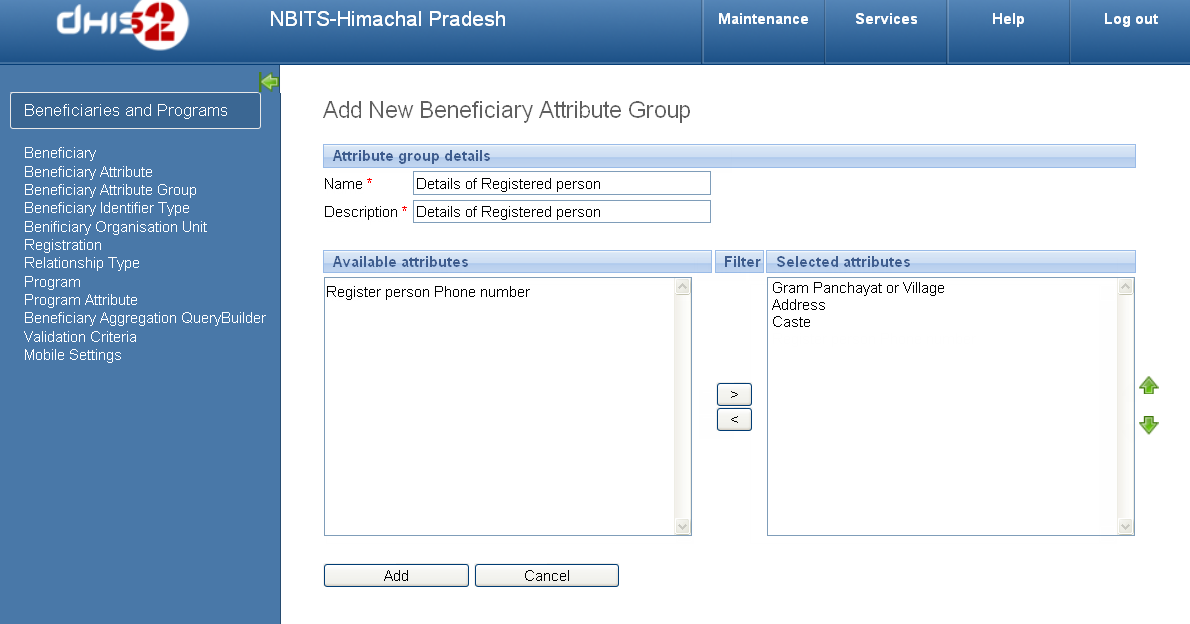 dHIS2
NBITS-Himachal Pradesh
Maintenance
Services
Help
Log out
Beneficiaries and Programs
Beneficiary
Beneficiary Attribute
Beneficiary Attribute Group
Beneficiary Identifier Type
Benificiary Organisation Unit
Registration
Relationship Type
Program
Program Attribute
Beneficiary Aggregation QueryBuilder
Validation Criteria
Mobile Settings
Add New Beneficiary Attribute Group
Attribute group details
Name * Details of Registered person
Description * Details of Registered person
Available attributes
Filter
Selected attributes
Register person Phone number
Gram Panchayat or Village
Address
Caste
>
<
Add
Cancel